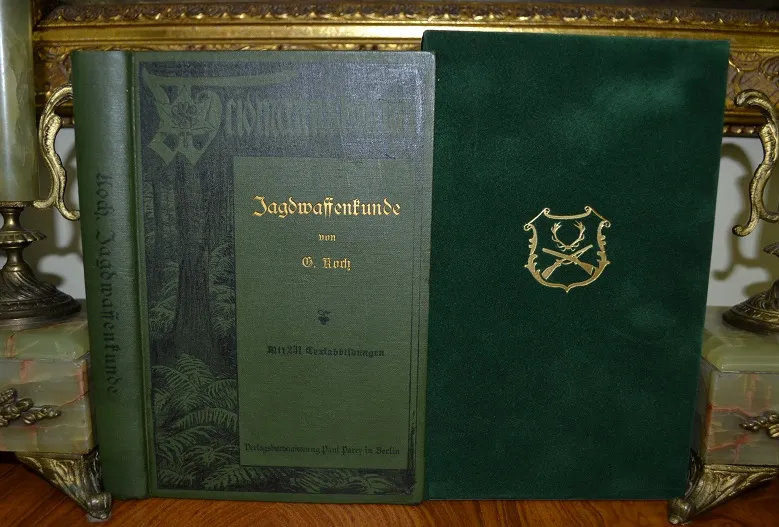 Koch, Jagdwaffenkunde
Jagdwaffenkunde
von
G. Koch
Mit 231 Textabbildungen
Verlagsbuchhandlung Paul Parey in Berlin